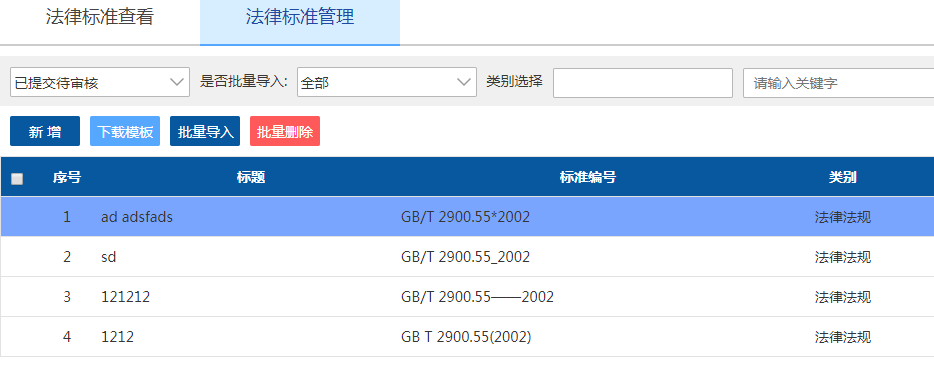 法律标准查看 法律标准管理
已提交待审核 是否批量导入: 全部 类别选择 请输入关键字
新增 下载模板 批量导入 批量删除
序号 标题 标准编号 类别
1 ad adsfads GB/T 2900.55*2002 法律法规
2 sd GB/T 2900.55_2002 法律法规
3 121212 GB/T 2900.55——2002 法律法规
4 1212 GB T 2900.55(2002) 法律法规